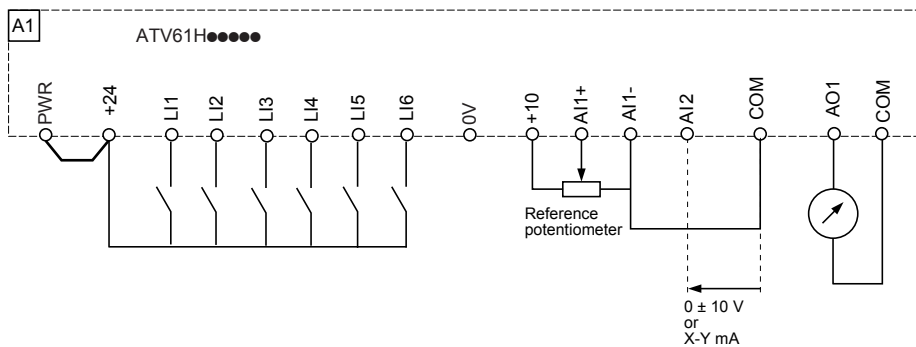 A1
ATV61H●●●●●
PWR
+24
LI1
LI2
LI3
LI4
LI5
LI6
0V
+10
AI1+
AI1-
AI2
COM
AO1
COM
Reference
potentiometer
0 ± 10 V
or
X-Y mA